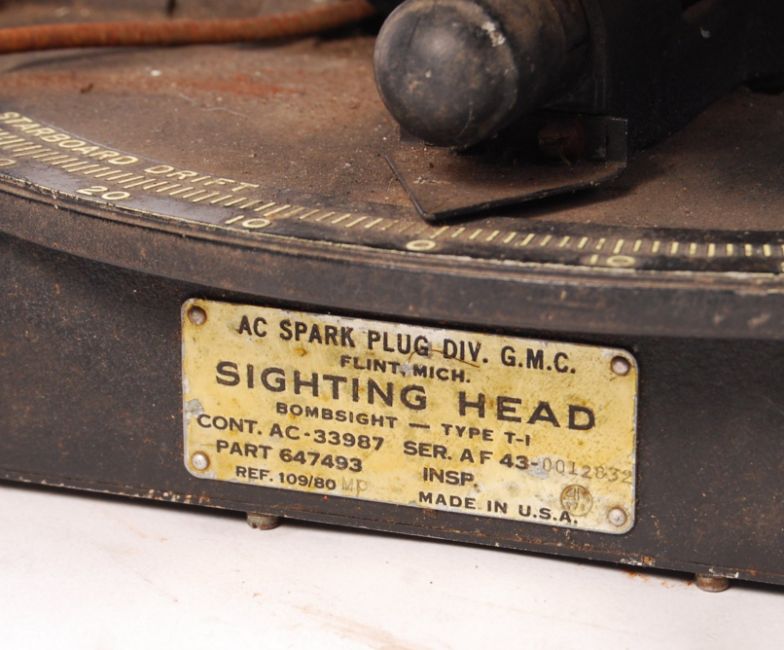 STARBOARD DRIFT
20 10 0 10
AC SPARK PLUG DIV. G.M.C.
FLINT, MICH.
SIGHTING HEAD
BOMBSIGHT — TYPE T-1
CONT. AC-33987 SER. AF 43-0012832
PART 647493 INSP.
REF. 109/80 MP
MADE IN U.S.A.